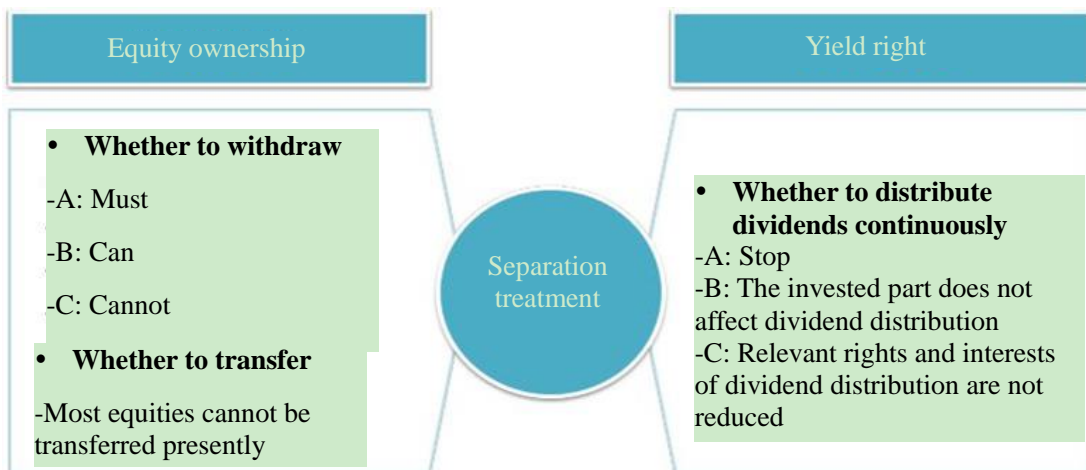 Equity ownership
Yield right
• Whether to withdraw
-A: Must
-B: Can
-C: Cannot
• Whether to transfer
-Most equities cannot be
transferred presently
Separation
treatment
• Whether to distribute
dividends continuously
-A: Stop
-B: The invested part does not
affect dividend distribution
-C: Relevant rights and interests
of dividend distribution are not
reduced